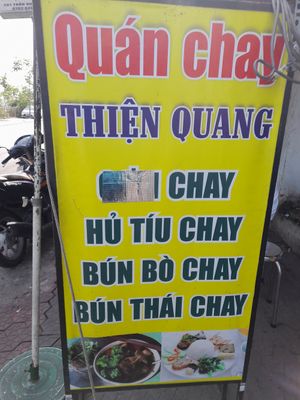 Quán chay
THIỆN QUANG
CHAY
HỦ TÍU CHAY
BÚN BÒ CHAY
BÚN THÁI CHAY